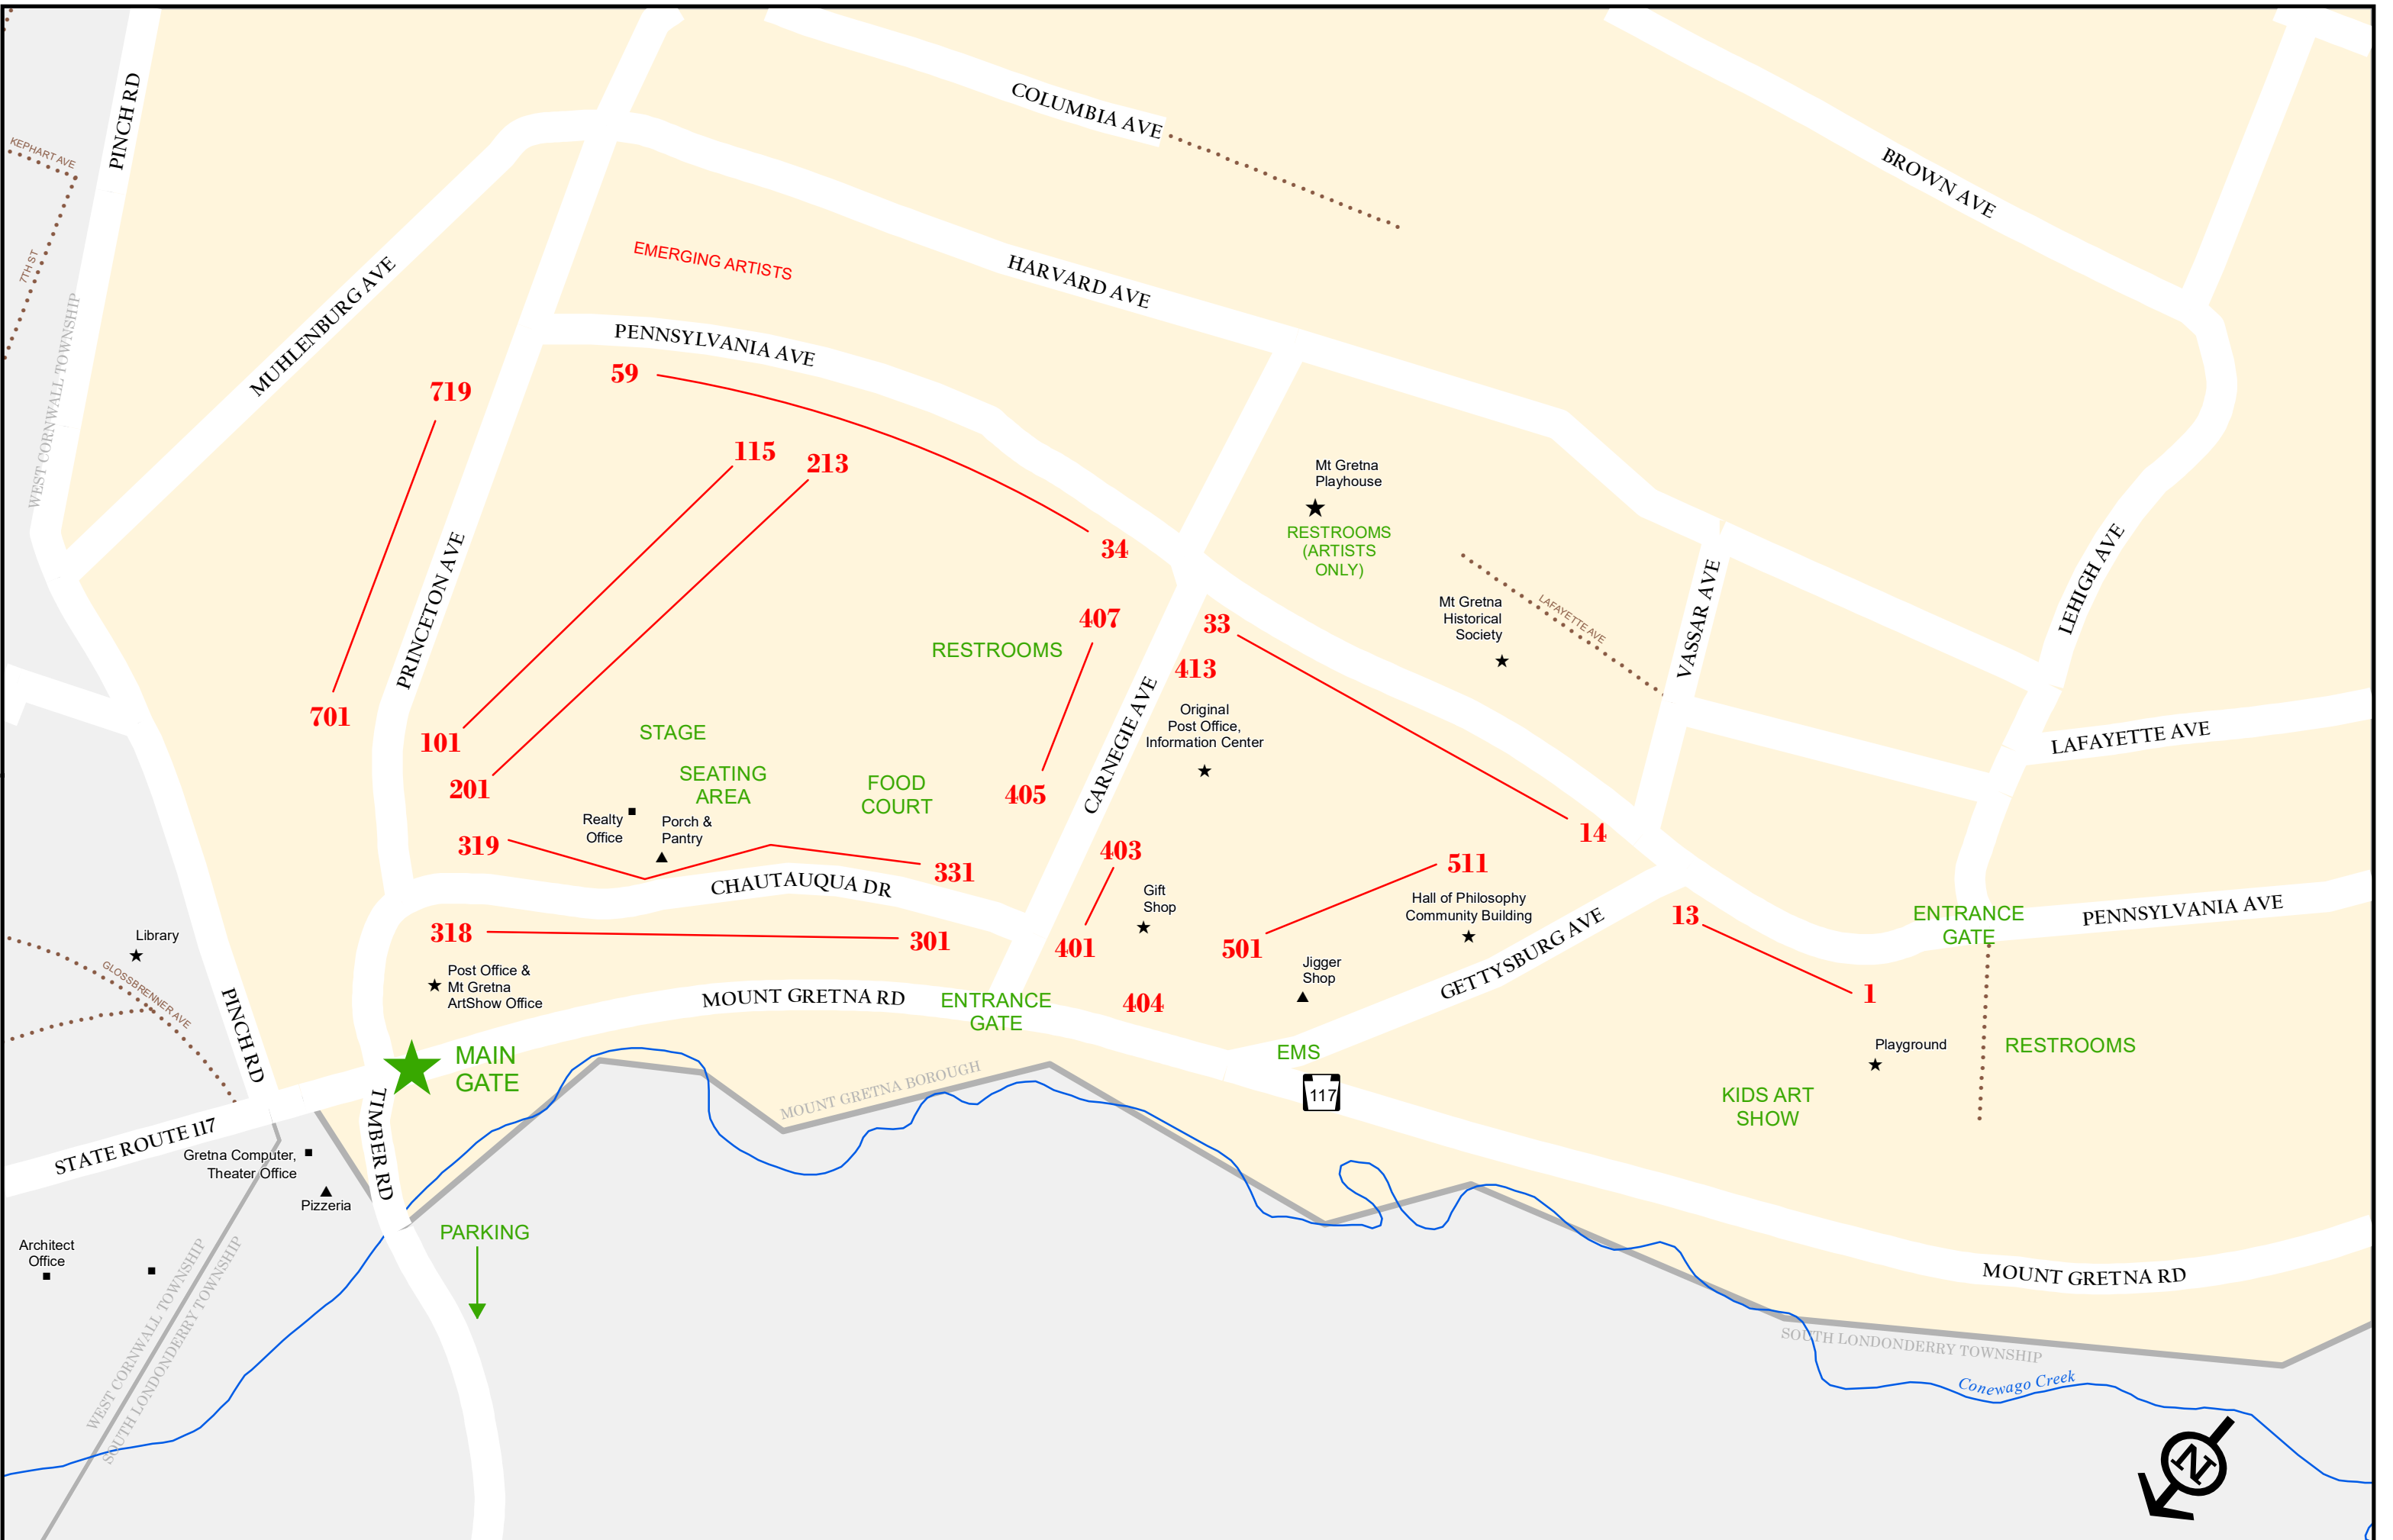 PINCH RD
COLUMBIA AVE
BROWN AVE
KEPHART AVE
7TH ST
EMERGING ARTISTS
HARVARD AVE
MUHLENBURG AVE
WEST CORNWALL TOWNSHIP
PENNSYLVANIA AVE
59
719
115
213
Mt Gretna
Playhouse
RESTROOMS
(ARTISTS
ONLY)
34
PRINCETON AVE
407
33
413
RESTROOMS
Mt Gretna
Historical
Society
LAFAYETTE AVE
VASSAR AVE
LEHIGH AVE
701
101
201
STAGE
SEATING
AREA
FOOD
COURT
405
CARNEGIE AVE
Original
Post Office,
Information Center
LAFAYETTE AVE
Realty
Office
Porch &
Pantry
319
331
403
14
511
CHAUTAUQUA DR
Gift
Shop
Hall of Philosophy
Community Building
13
ENTRANCE
GATE
PENNSYLVANIA AVE
318
301
401
501
Library
GLOSSBRENNER AVE
Post Office &
Mt Gretna
ArtShow Office
MOUNT GRETNA RD
ENTRANCE
GATE
404
Jigger
Shop
GETTYSBURG AVE
1
PINCH RD
MAIN
GATE
EMS
117
Playground
RESTROOMS
MOUNT GRETNA BOROUGH
KIDS ART
SHOW
TIMBER RD
STATE ROUTE 117
Gretna Computer,
Theater Office
Pizzeria
PARKING
Architect
Office
WEST CORNWALL TOWNSHIP
SOUTH LONDONDERRY TOWNSHIP
MOUNT GRETNA RD
SOUTH LONDONDERRY TOWNSHIP
Conewago Creek
N